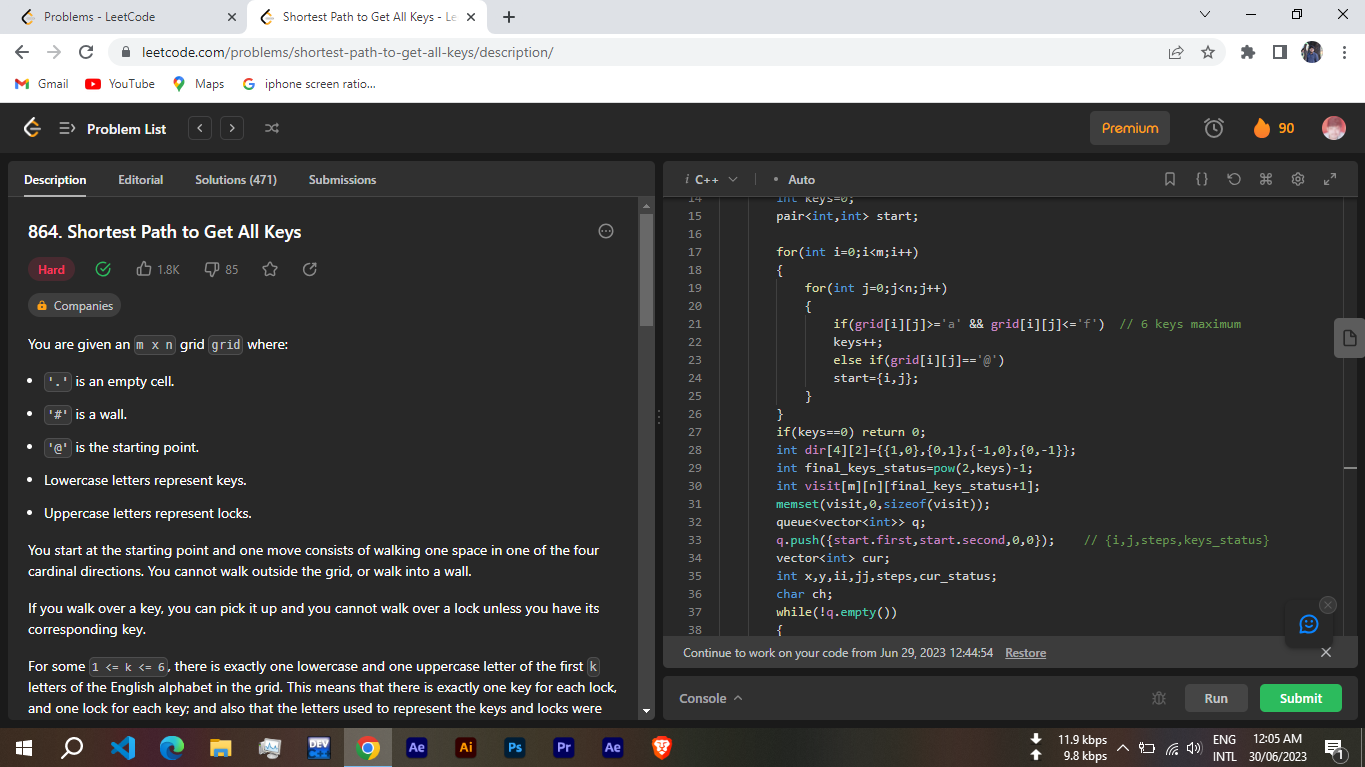 Problems - LeetCode
Shortest Path to Get All Keys - Le
leetcode.com/problems/shortest-path-to-get-all-keys/description/
Gmail
YouTube
Maps
iphone screen ratio...
Problem List
Premium
90
Description
Editorial
Solutions (471)
Submissions
864. Shortest Path to Get All Keys
Hard
1.8K
85
Companies
You are given an m x n grid grid where:
• '.' is an empty cell.
• '#' is a wall.
• '@' is the starting point.
• Lowercase letters represent keys.
• Uppercase letters represent locks.
You start at the starting point and one move consists of walking one space in one of the four
cardinal directions. You cannot walk outside the grid, or walk into a wall.
If you walk over a key, you can pick it up and you cannot walk over a lock unless you have its
corresponding key.
For some 1 <= k <= 6, there is exactly one lowercase and one uppercase letter of the first k
letters of the English alphabet in the grid. This means that there is exactly one key for each lock,
and one lock for each key; and also that the letters used to represent the keys and locks were
i C++
• Auto
14 int keys=0;
15 pair<int,int> start;
16
17 for(int i=0;i<m;i++)
18 {
19 for(int j=0;j<n;j++)
20 {
21 if(grid[i][j]>='a' && grid[i][j]<='f') // 6 keys maximum
22 keys++;
23 else if(grid[i][j]=='@')
24 start={i,j};
25 }
26 }
27 if(keys==0) return 0;
28 int dir[4][2]={{1,0},{0,1},{-1,0},{0,-1}};
29 int final_keys_status=pow(2,keys)-1;
30 int visit[m][n][final_keys_status+1];
31 memset(visit,0,sizeof(visit));
32 queue<vector<int>> q;
33 q.push({start.first,start.second,0,0}); // {i,j,steps,keys_status}
34 vector<int> cur;
35 int x,y,ii,jj,steps,cur_status;
36 char ch;
37 while(!q.empty())
38 {
Continue to work on your code from Jun 29, 2023 12:44:54 Restore
Console
Run
Submit
DEV
Ae
Ai
Ps
Pr
Ae
11.9 kbps
9.8 kbps
ENG
INTL
12:05 AM
30/06/2023
1